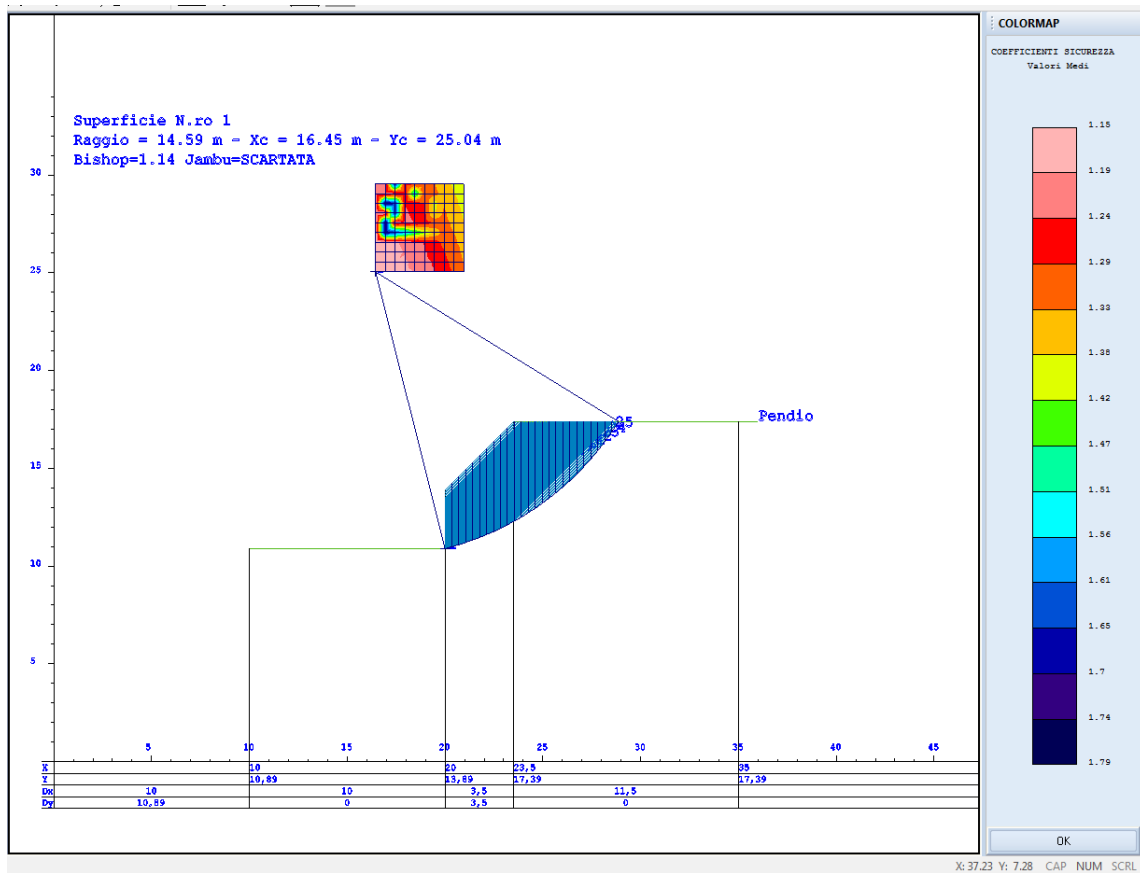 COLORMAP
COEFFICIENTI SICUREZZA
Valori Medi
Superficie N.ro 1
Raggio = 14.59 m - Xc = 16.45 m - Yc = 25.04 m
Bishop=1.14 Jambu=SCARTATA
30
25
20
15
10
5
25
Pendio
5 10 15 20 25 30 35 40 45
X 10 20 23,5 35
Y 10,89 13,89 17,39 17,39
Dx 10 10 3,5 11,5
Dy 10,89 0 3,5 0
1.15
1.19
1.24
1.29
1.33
1.38
1.42
1.47
1.51
1.56
1.61
1.65
1.7
1.74
1.79
OK
X: 37.23 Y: 7.28 CAP NUM SCRL